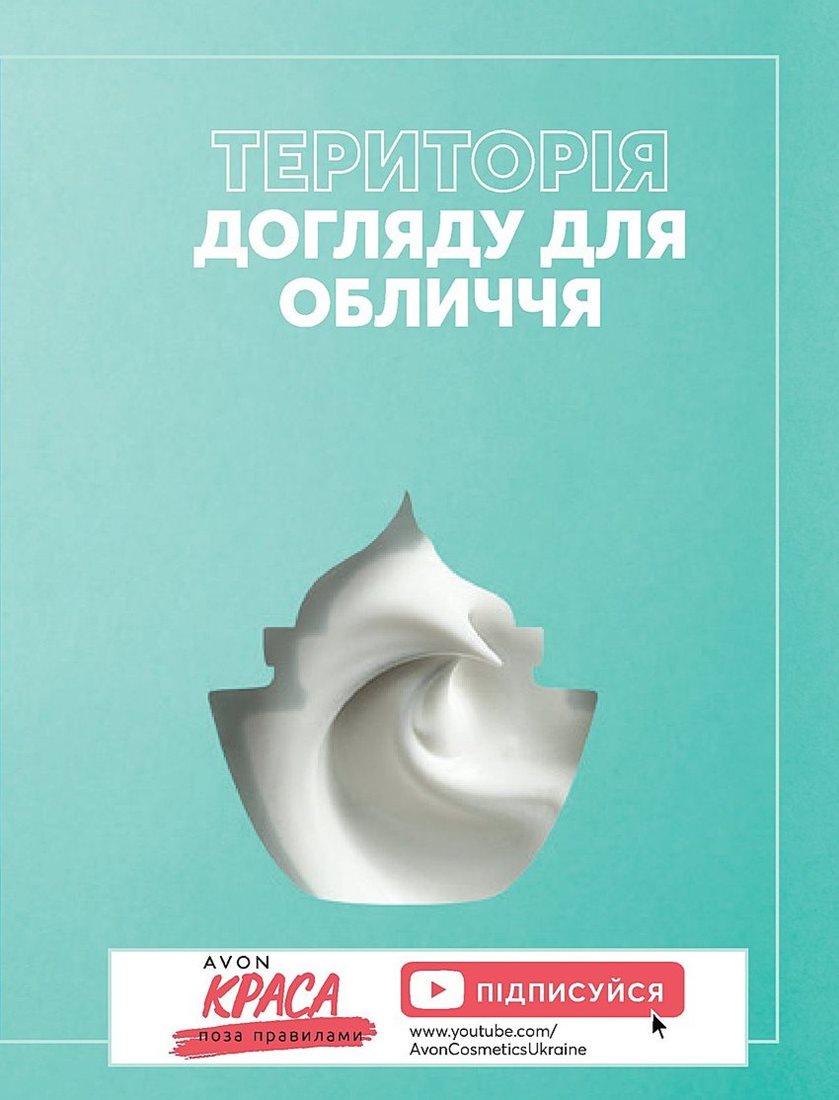 ТЕРИТОРІЯ
ДОГЛЯДУ ДЛЯ
ОБЛИЧЧЯ
AVON
КРАСА
поза правилами
ПІДПИСУЙСЯ
www.youtube.com/
AvonCosmeticsUkraine